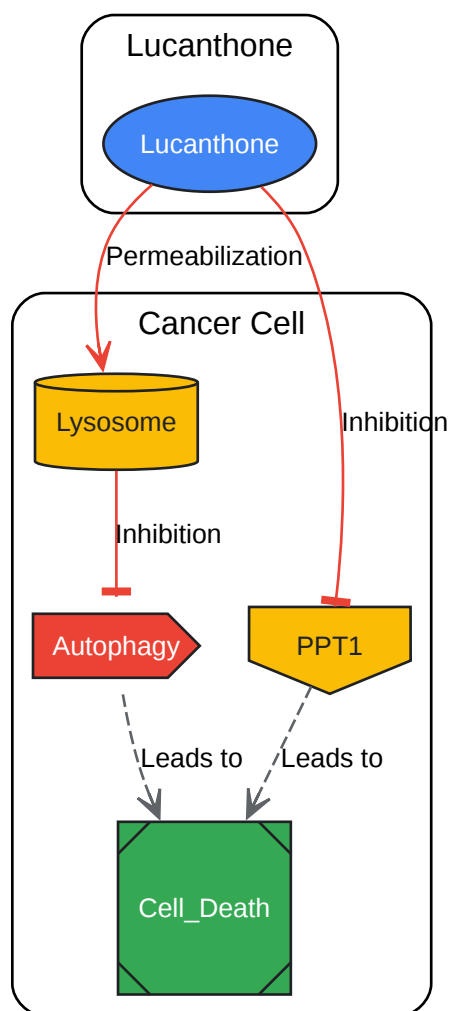 Lucanthone
Lucanthone
Permeabilization
Cancer Cell
Lysosome
Inhibition
Inhibition
Autophagy
PPT1
Leads to
Leads to
Cell_Death